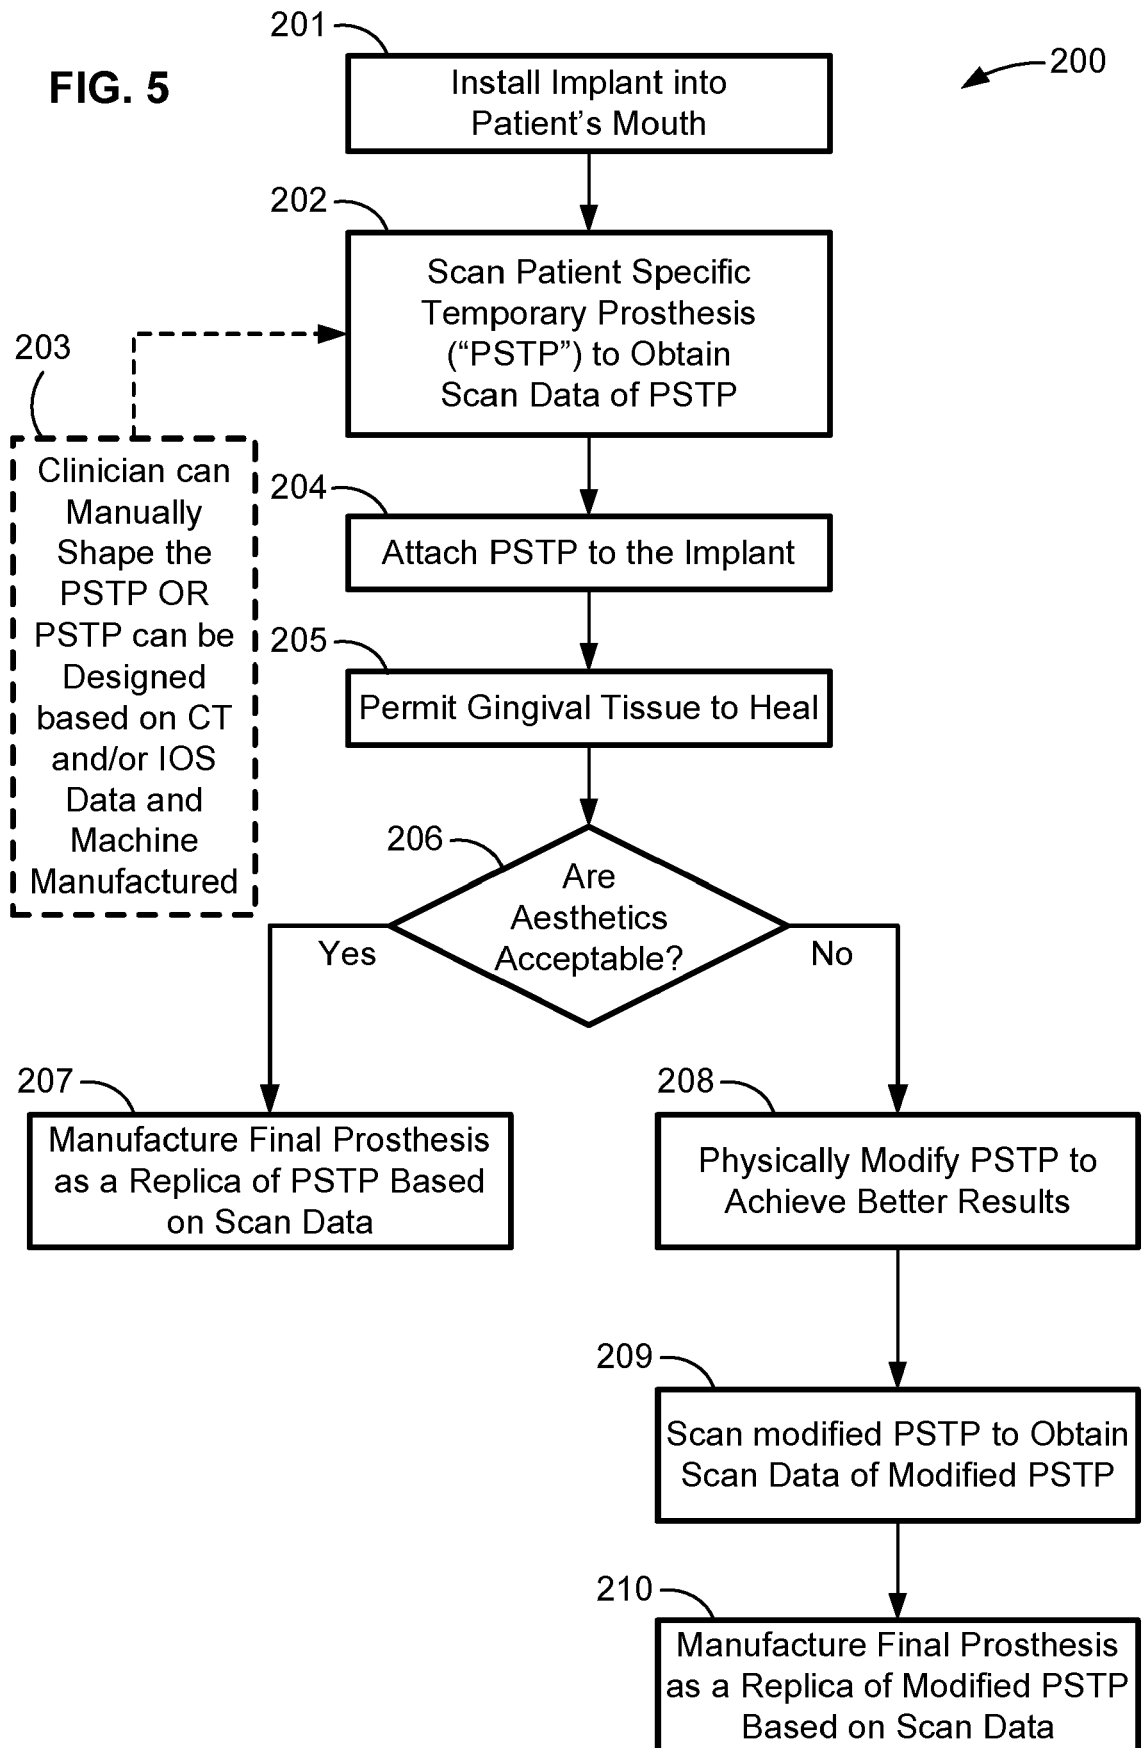 FIG. 5
200
201
Install Implant into
Patient's Mouth
202
Scan Patient Specific
Temporary Prosthesis
(“PSTP”) to Obtain
Scan Data of PSTP
203
Clinician can
Manually
Shape the
PSTP OR
PSTP can be
Designed
based on CT
and/or IOS
Data and
Machine
Manufactured
204
Attach PSTP to the Implant
205
Permit Gingival Tissue to Heal
206
Are
Aesthetics
Acceptable?
Yes
No
207
Manufacture Final Prosthesis
as a Replica of PSTP Based
on Scan Data
208
Physically Modify PSTP to
Achieve Better Results
209
Scan modified PSTP to Obtain
Scan Data of Modified PSTP
210
Manufacture Final Prosthesis
as a Replica of Modified PSTP
Based on Scan Data